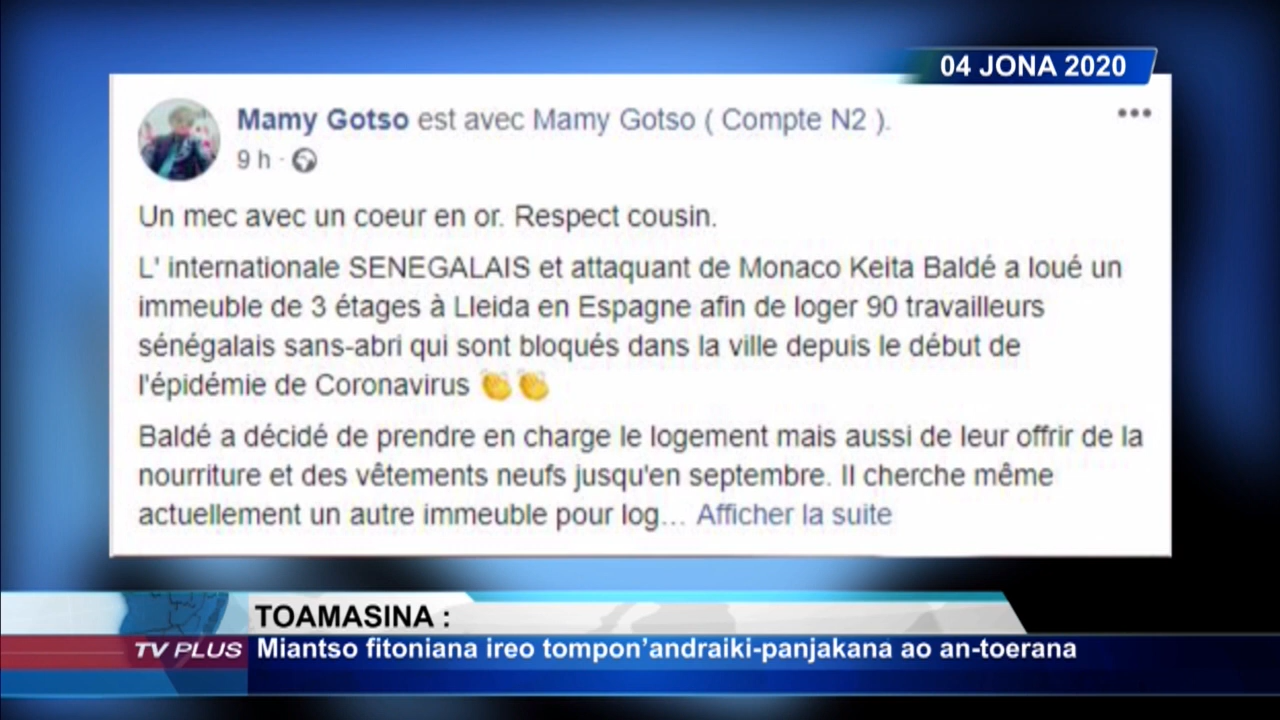 04 JONA 2020
Mamy Gotso est avec Mamy Gotso ( Compte N2 ).
9 h ·
Un mec avec un coeur en or. Respect cousin.
L' internationale SENEGALAIS et attaquant de Monaco Keita Baldé a loué un
immeuble de 3 étages à Lleida en Espagne afin de loger 90 travailleurs
sénégalais sans-abri qui sont bloqués dans la ville depuis le début de
l'épidémie de Coronavirus 👏👏
Baldé a décidé de prendre en charge le logement mais aussi de leur offrir de la
nourriture et des vêtements neufs jusqu'en septembre. Il cherche même
actuellement un autre immeuble pour log... Afficher la suite
TOAMASINA :
TV PLUS
Miantso fitoniana ireo tompon'andraiki-panjakana ao an-toerana